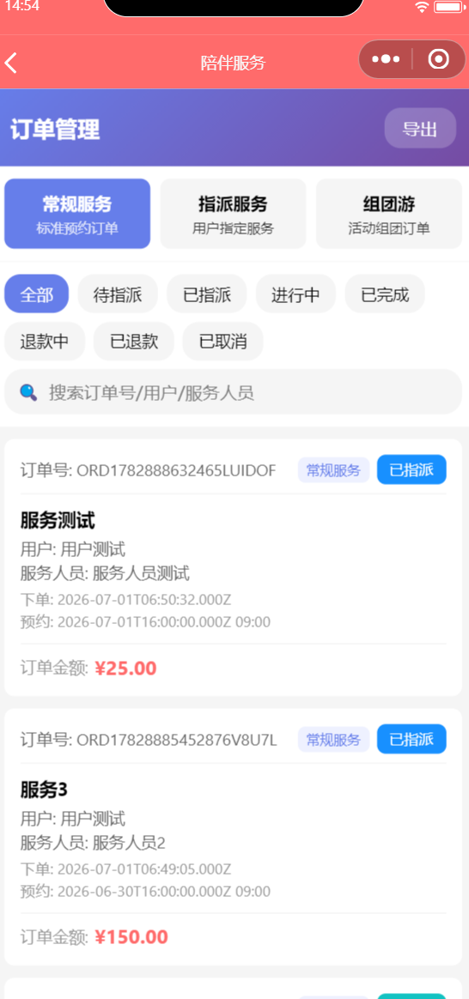 14:54
陪伴服务
订单管理
导出
常规服务
指派服务
组团游
标准预约订单
用户指定服务
活动组团订单
全部
待指派
已指派
进行中
已完成
退款中
已退款
已取消
搜索订单号/用户/服务人员
订单号: ORD1782888632465LUIDOF
常规服务
已指派
服务测试
用户: 用户测试
服务人员: 服务人员测试
下单: 2026-07-01T06:50:32.000Z
预约: 2026-07-01T16:00:00.000Z 09:00
订单金额: ¥25.00
订单号: ORD17828885452876V8U7L
常规服务
已指派
服务3
用户: 用户测试
服务人员: 服务人员2
下单: 2026-07-01T06:49:05.000Z
预约: 2026-06-30T16:00:00.000Z 09:00
订单金额: ¥150.00